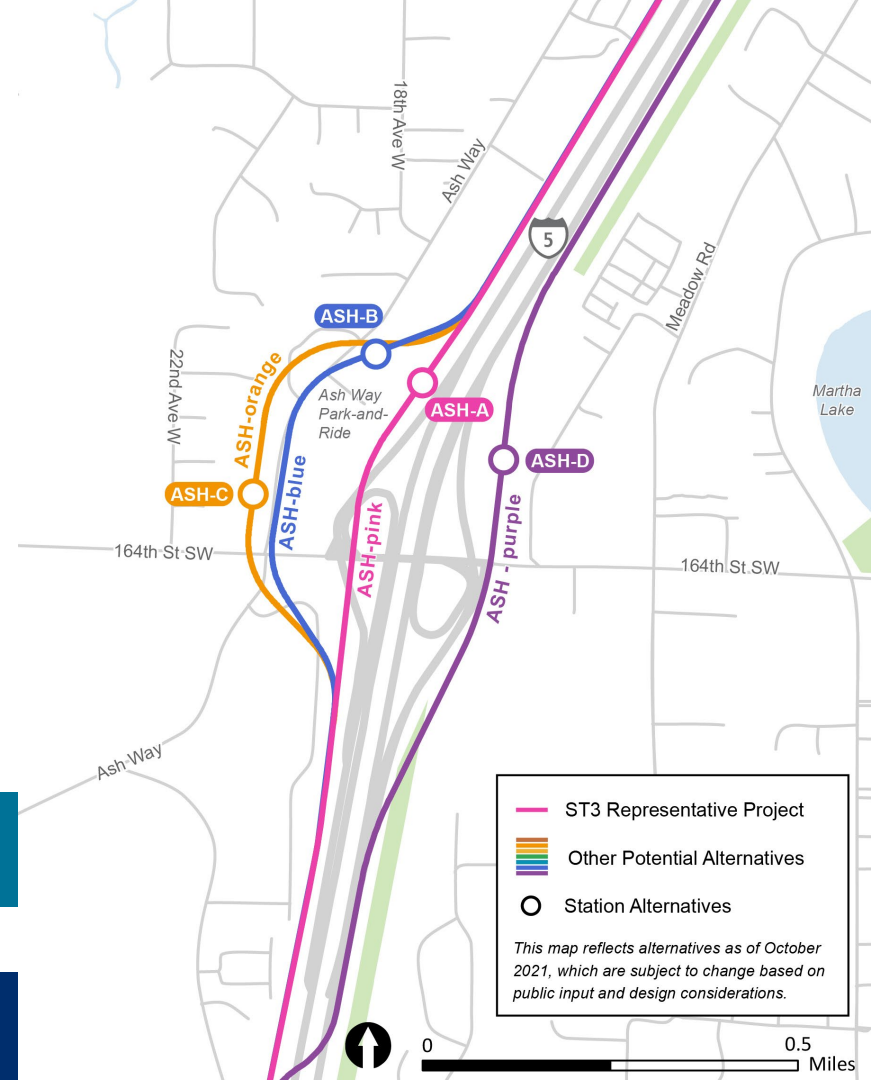 18th Ave W
Ash Way
5
Meadow Rd
ASH-B
22nd Ave W
ASH-orange
Ash Way
Park-and-
Ride
ASH-A
Martha
Lake
ASH-D
ASH-C
ASH-blue
ASH-pink
ASH - purple
164th St SW
164th St SW
Ash Way
ST3 Representative Project
Other Potential Alternatives
Station Alternatives
This map reflects alternatives as of October
2021, which are subject to change based on
public input and design considerations.
0
0.5
Miles